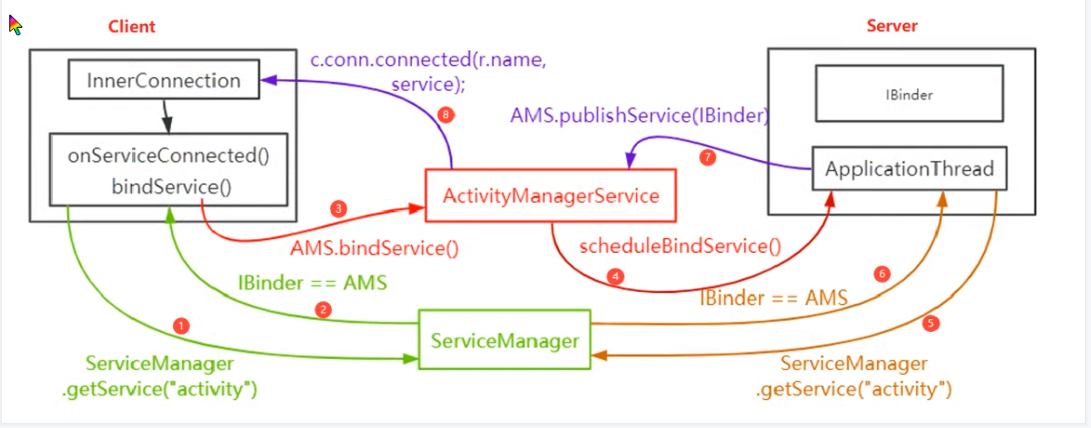 Client
Server
InnerConnection
onServiceConnected()
bindService()
c.conn.connected(r.name,
service);
8
AMS.publishService(IBinder)
7
IBinder
ApplicationThread
ActivityManagerService
3
AMS.bindService()
scheduleBindService()
4
IBinder == AMS
2
1
IBinder == AMS
6
5
ServiceManager
ServiceManager
.getService("activity")
ServiceManager
.getService("activity")